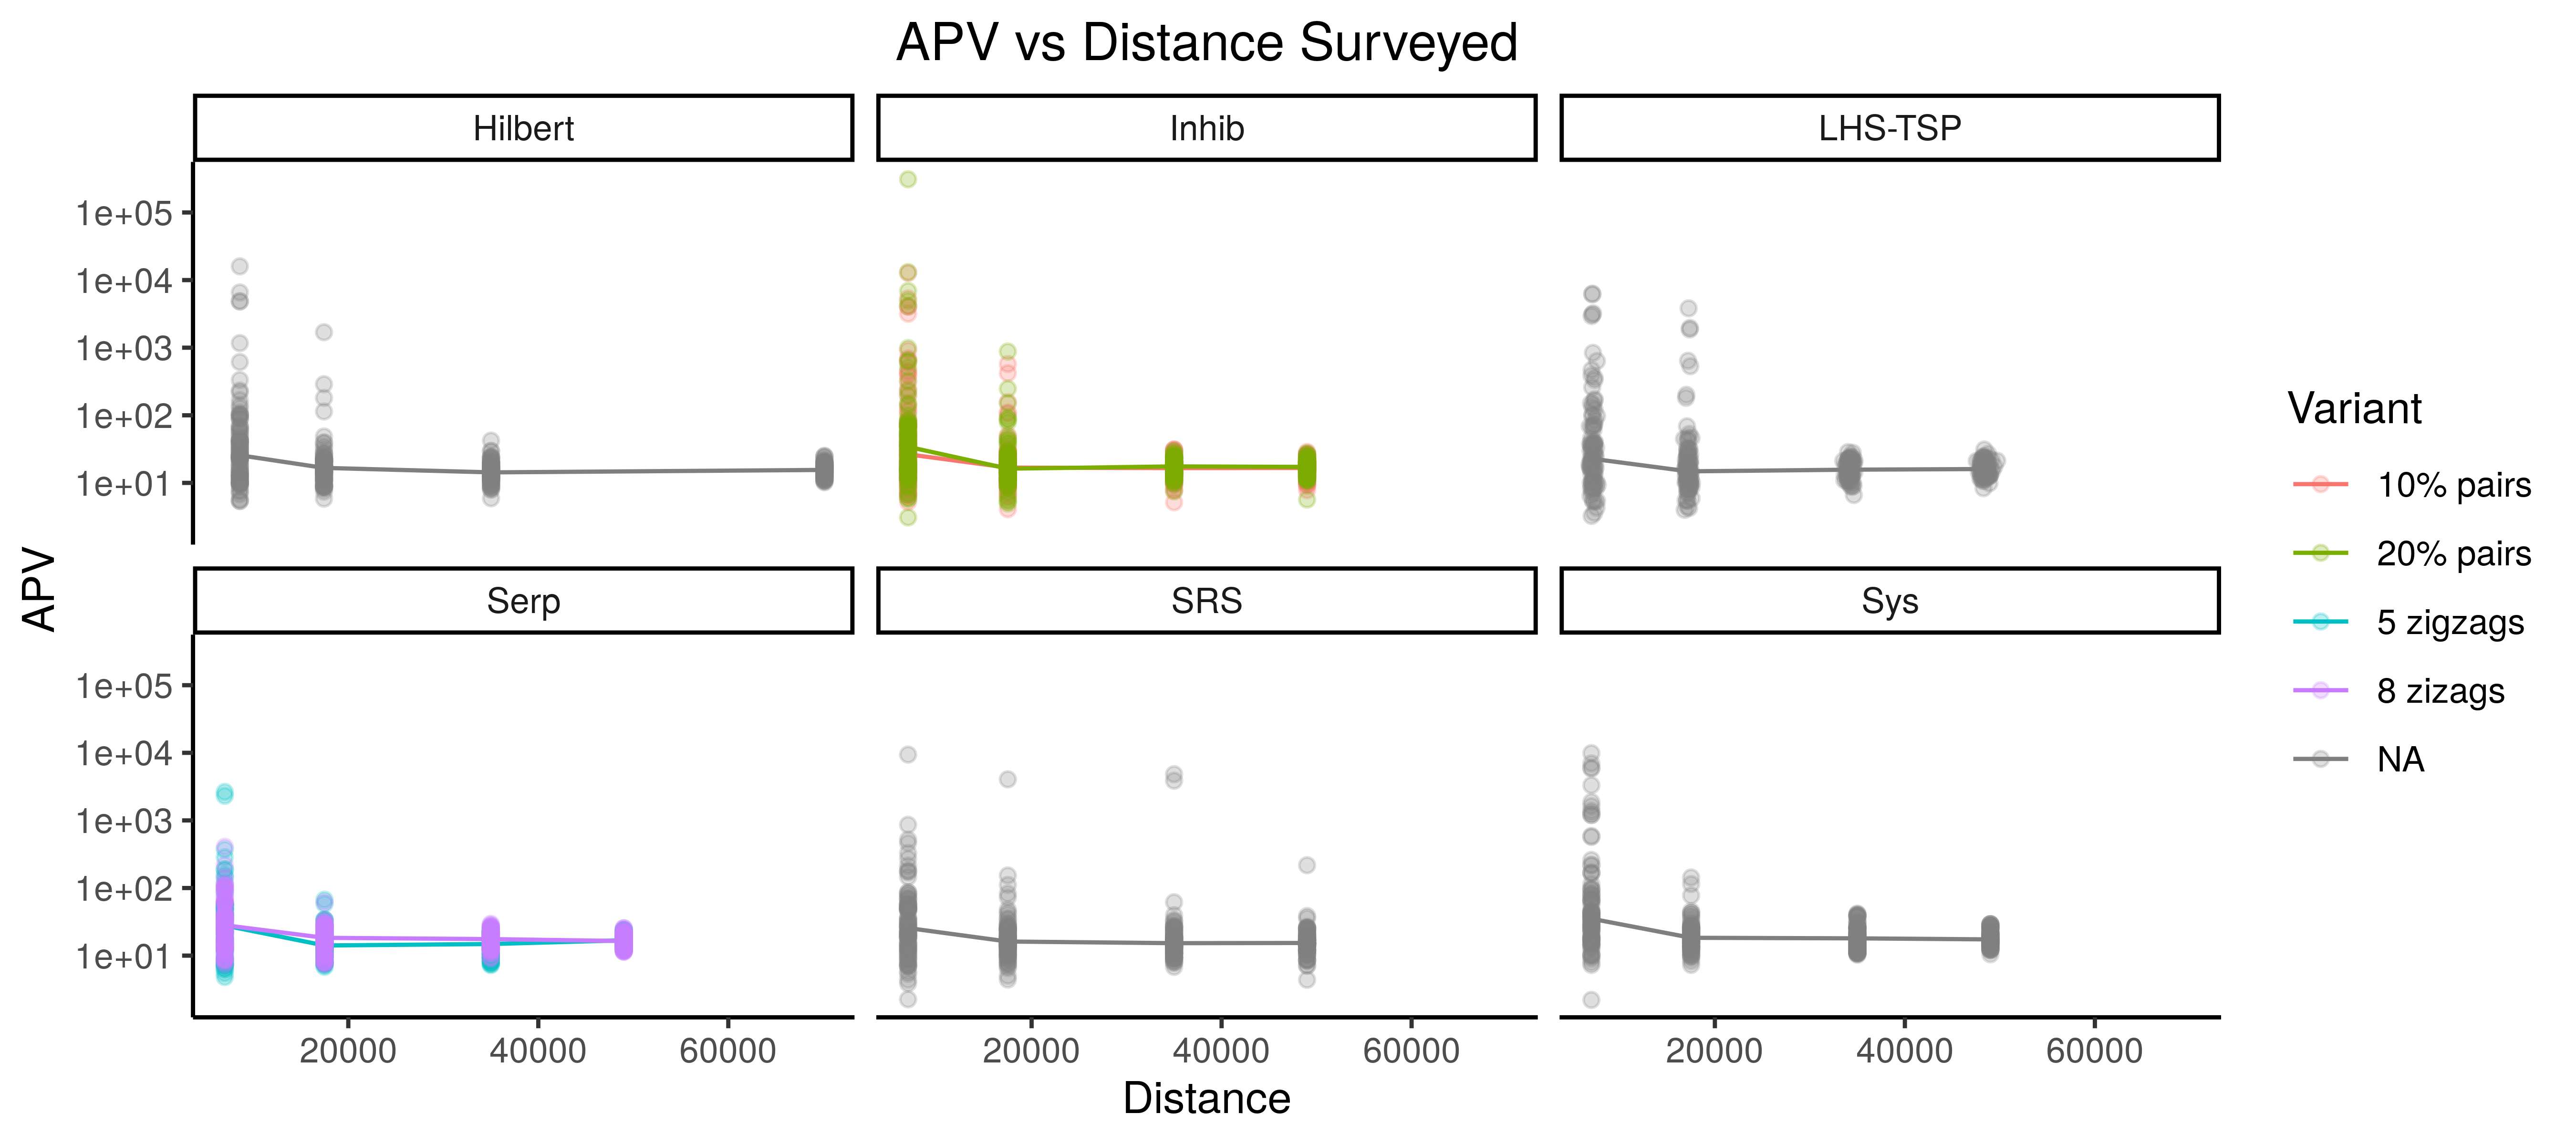 APV vs Distance Surveyed
Hilbert
Inhib
LHS-TSP
1e+05
1e+04
1e+03
1e+02
1e+01
Serp
SRS
Sys
1e+05
1e+04
1e+03
1e+02
1e+01
20000
40000
60000
20000
40000
60000
20000
40000
60000
Distance
APV
Variant
10% pairs
20% pairs
5 zigzags
8 zizags
NA